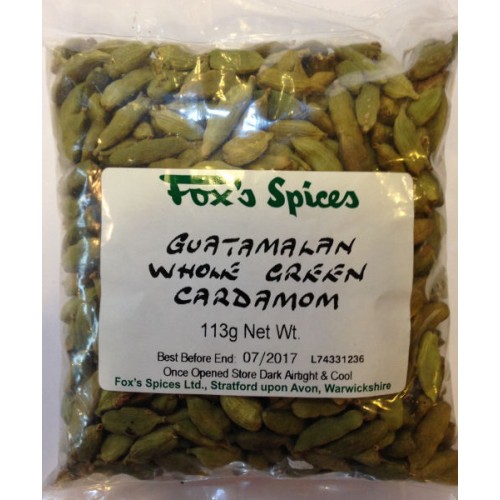 Fox's Spices
GUATAMALAN
WHOLE GREEN
CARDAMOM
113g Net Wt.
Best Before End: 07/2017 L74331236
Once Opened Store Dark Airtight & Cool
Fox's Spices Ltd., Stratford upon Avon, Warwickshire